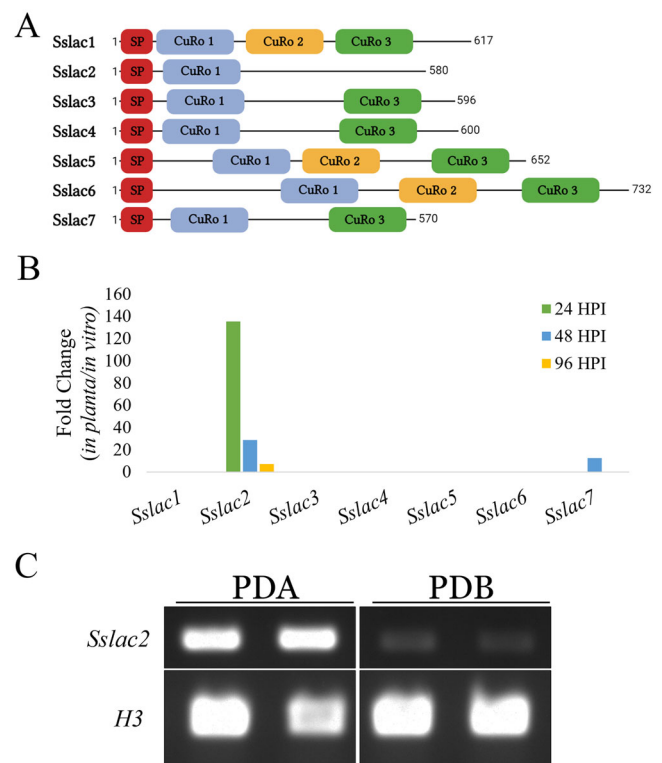 A
Sslac1 1 SP CuRo 1 CuRo 2 CuRo 3 617
Sslac2 1 SP CuRo 1 580
Sslac3 1 SP CuRo 1 CuRo 3 596
Sslac4 1 SP CuRo 1 CuRo 3 600
Sslac5 1 SP CuRo 1 CuRo 2 CuRo 3 652
Sslac6 1 SP CuRo 1 CuRo 2 CuRo 3 732
Sslac7 1 SP CuRo 1 CuRo 3 570
B
Fold Change
(in planta/in vitro)
160
140
120
100
80
60
40
20
0
24 HPI
48 HPI
96 HPI
Sslac1 Sslac2 Sslac3 Sslac4 Sslac5 Sslac6 Sslac7
C
PDA PDB
Sslac2
H3